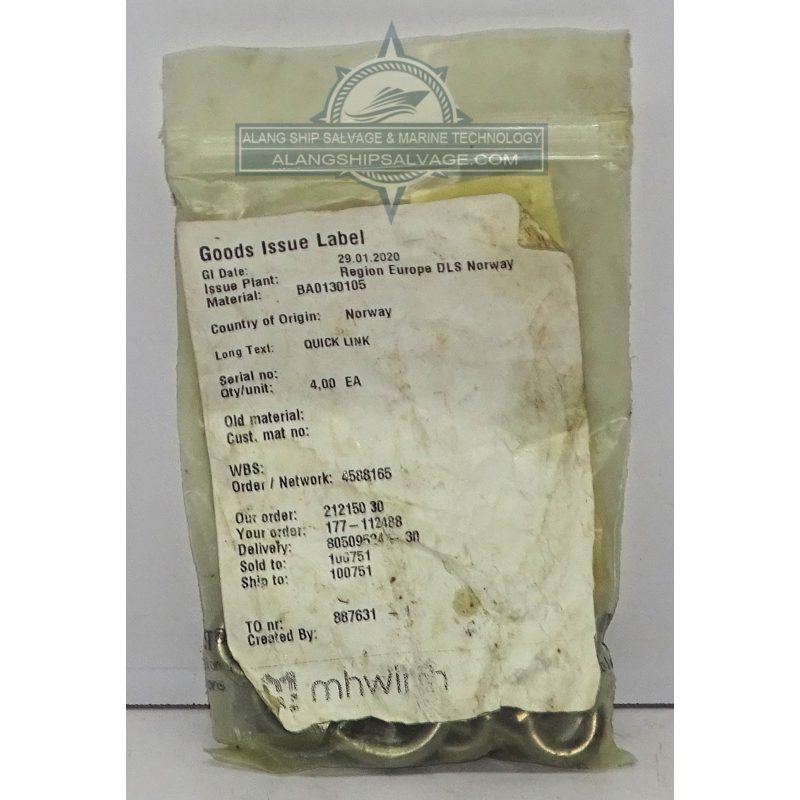 ALANG SHIP SALVAGE & MARINE TECHNOLOGY
ALANGSHIPSALVAGE.COM
Goods Issue Label
GI Date: 29.01.2020
Issue Plant: Region Europe DLS Norway
Material: BA0130105
Country of Origin: Norway
Long Text: QUICK LINK
Serial no:
Qty/unit: 4,00 EA
Old material:
Cust. mat no:
WBS:
Order / Network: 4588165
Our order: 212150 30
Your order: 177-112488
Delivery: 30
Sold to: 100751
Ship to: 100751
TO nr: 887631
Created By:
mhwirth